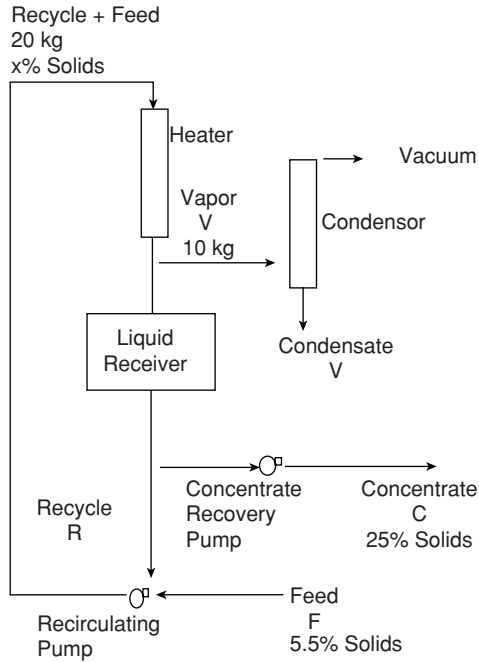 Recycle + Feed
20 kg
x% Solids
Heater
Vapor
V
10 kg
Vacuum
Condensor
Condensate
V
Liquid
Receiver
Concentrate
Recovery
Pump
Concentrate
C
25% Solids
Recycle
R
Recirculating
Pump
Feed
F
5.5% Solids